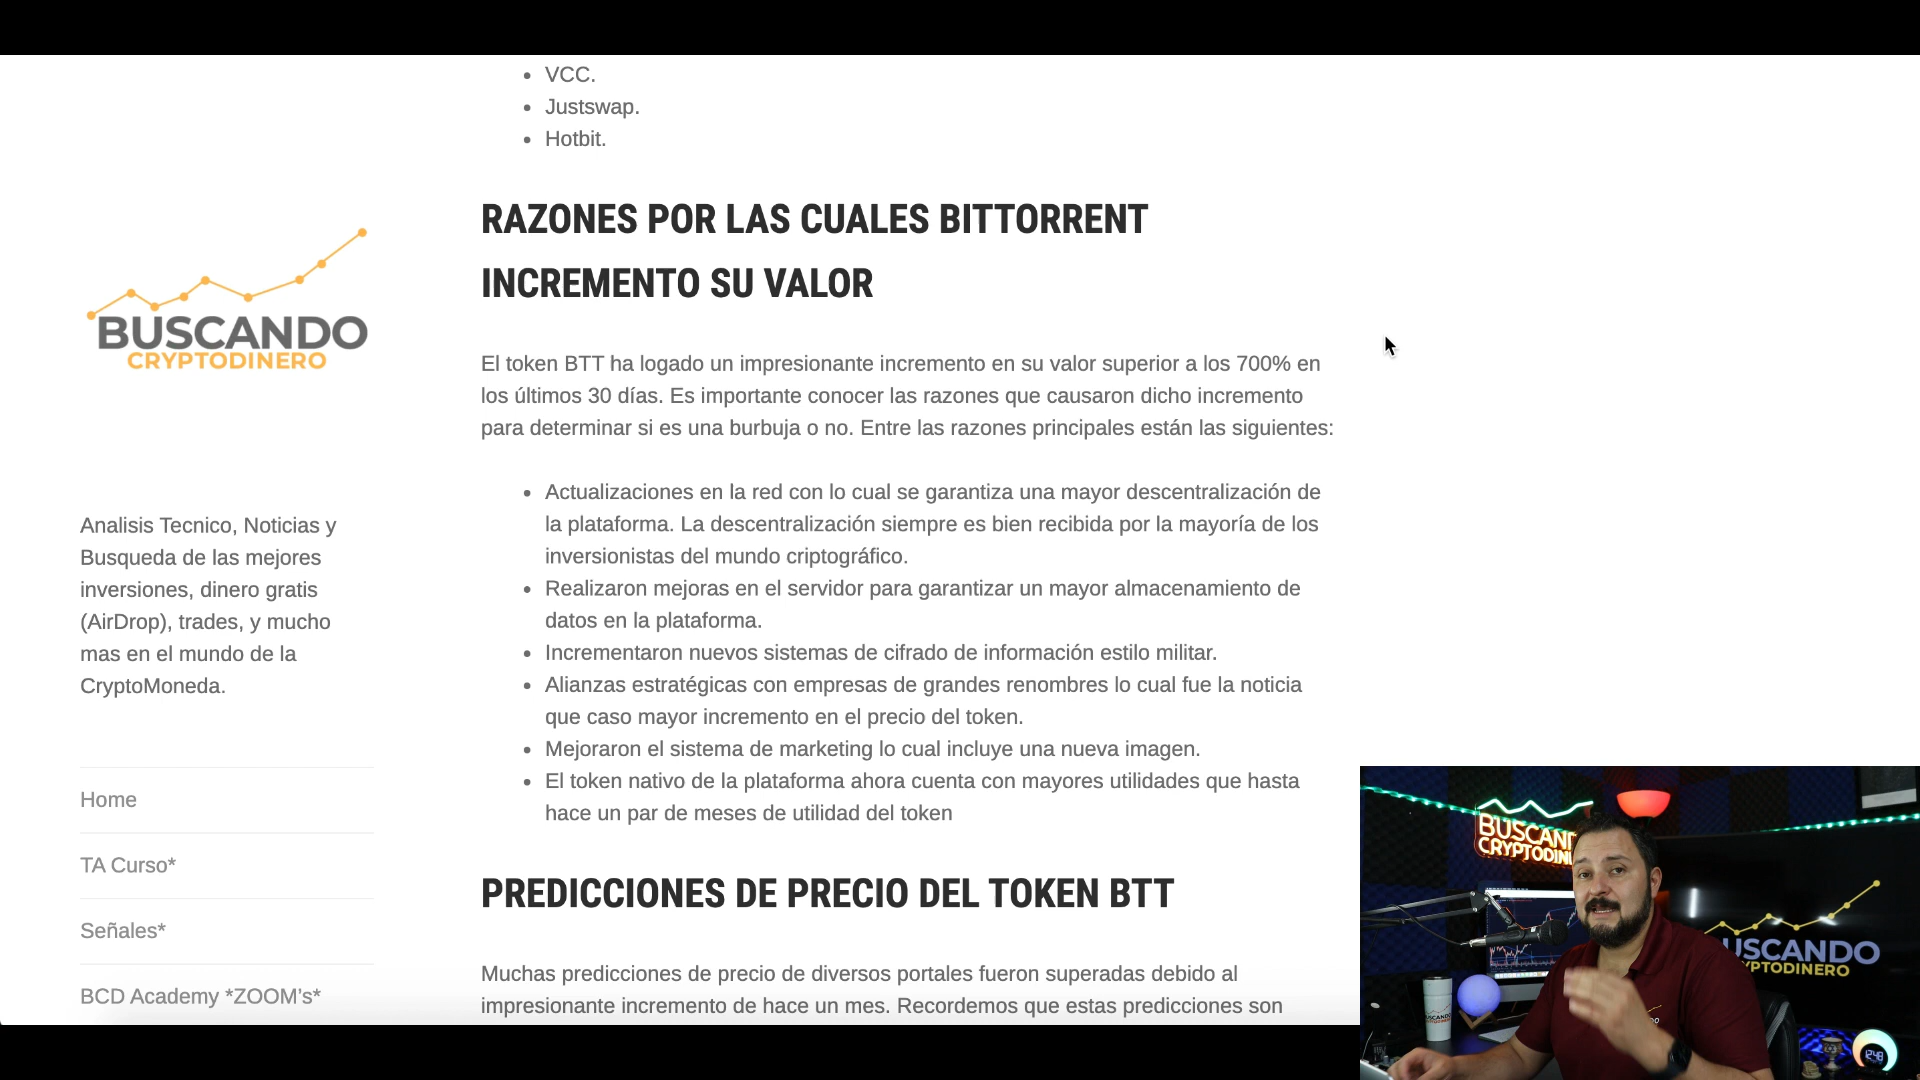 VCC.
Justswap.
Hotbit.
RAZONES POR LAS CUALES BITTORRENT
INCREMENTO SU VALOR
El token BTT ha logado un impresionante incremento en su valor superior a los 700% en
los últimos 30 días. Es importante conocer las razones que causaron dicho incremento
para determinar si es una burbuja o no. Entre las razones principales están las siguientes:
Actualizaciones en la red con lo cual se garantiza una mayor descentralización de
la plataforma. La descentralización siempre es bien recibida por la mayoría de los
inversionistas del mundo criptográfico.
Realizaron mejoras en el servidor para garantizar un mayor almacenamiento de
datos en la plataforma.
Incrementaron nuevos sistemas de cifrado de información estilo militar.
Alianzas estratégicas con empresas de grandes renombres lo cual fue la noticia
que caso mayor incremento en el precio del token.
Mejoraron el sistema de marketing lo cual incluye una nueva imagen.
El token nativo de la plataforma ahora cuenta con mayores utilidades que hasta
hace un par de meses de utilidad del token
PREDICCIONES DE PRECIO DEL TOKEN BTT
Muchas predicciones de precio de diversos portales fueron superadas debido al
impresionante incremento de hace un mes. Recordemos que estas predicciones son
BUSCANDO
CRYPTODINERO
Analisis Tecnico, Noticias y
Busqueda de las mejores
inversiones, dinero gratis
(AirDrop), trades, y mucho
mas en el mundo de la
CryptoMoneda.
Home
TA Curso*
Señales*
BCD Academy *ZOOM's*
BUSCAN
CRYPTODIN
USCANDO
YPTODINERO